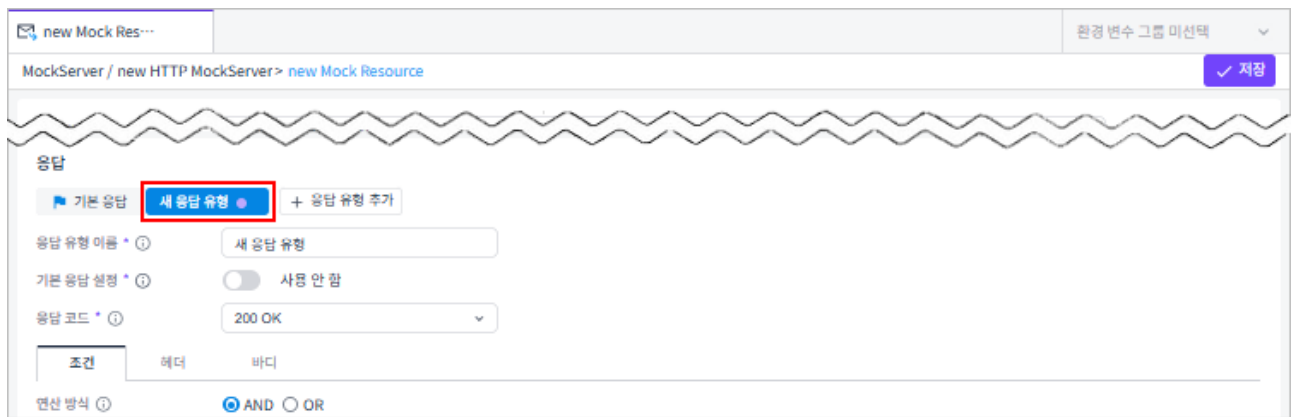 new Mock Res···
환경 변수 그룹 미선택
MockServer / new HTTP MockServer> new Mock Resource
저장
응답
기본 응답 새 응답 유형 + 응답 유형 추가
응답 유형 이름 * 새 응답 유형
기본 응답 설정 * 사용 안 함
응답 코드 * 200 OK
조건 헤더 바디
연산 방식 AND OR